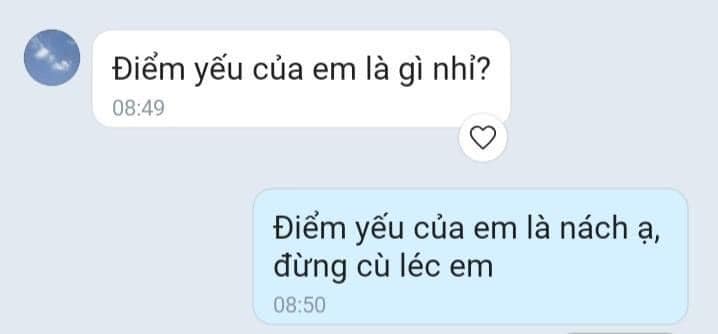 Điểm yếu của em là gì nhỉ?
08:49
Điểm yếu của em là nách ạ,
đừng cù léc em
08:50